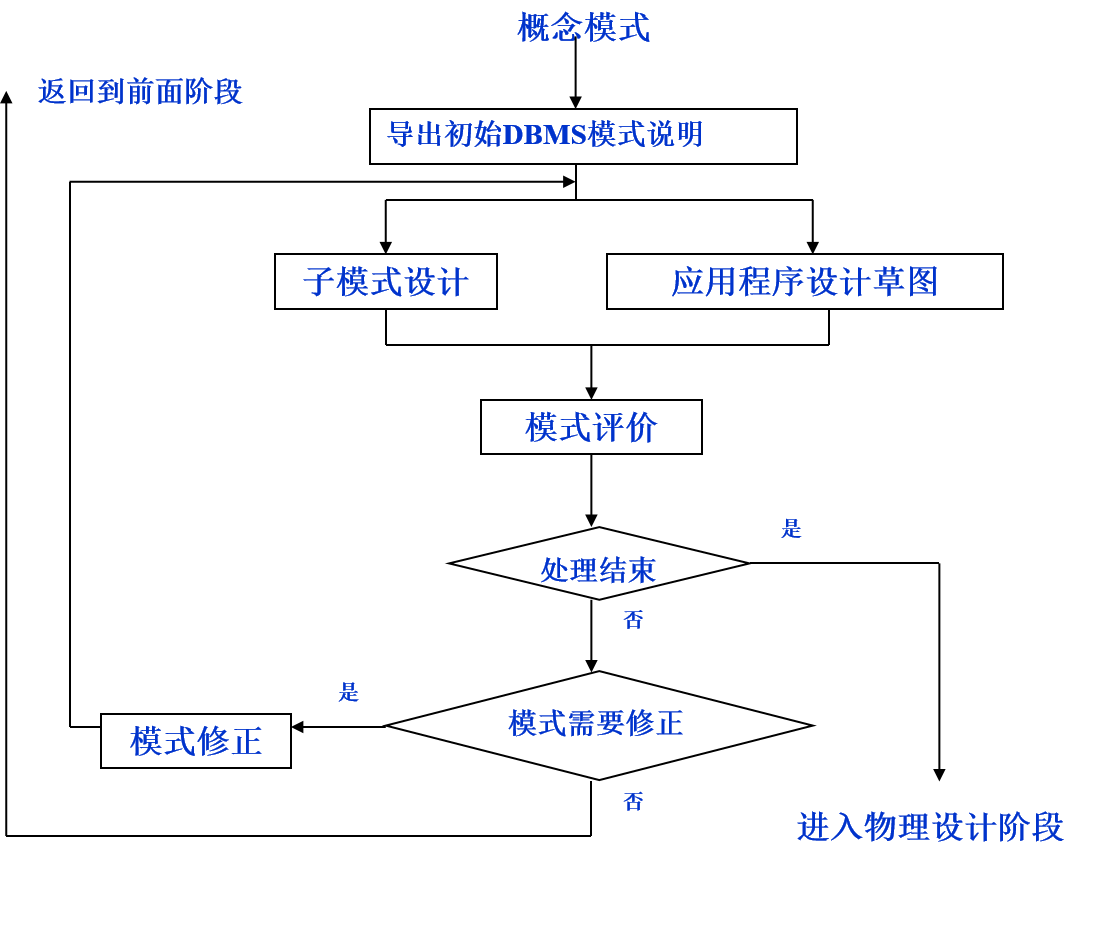 概念模式
返回到前面阶段
导出初始DBMS模式说明
子模式设计
应用程序设计草图
模式评价
是
处理结束
否
是
模式需要修正
模式修正
否
进入物理设计阶段